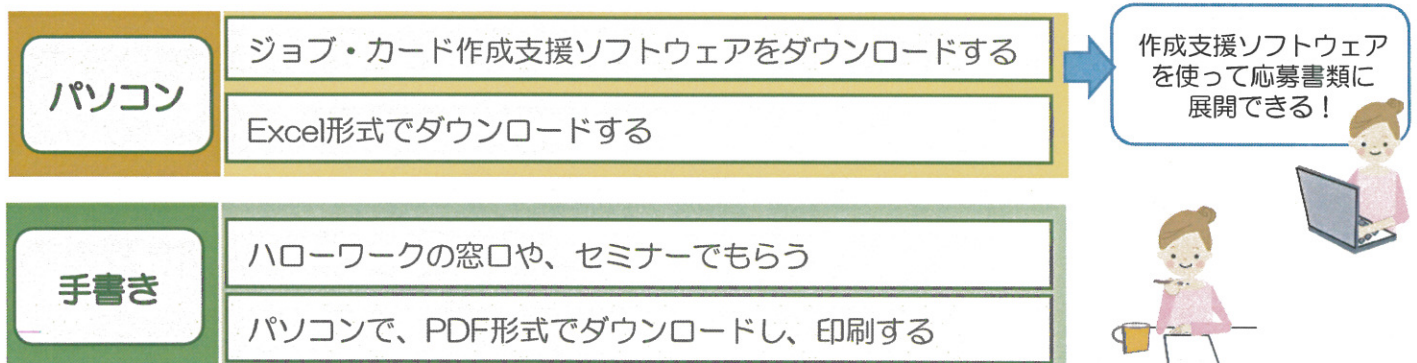 パソコン
ジョブ・カード作成支援ソフトウェアをダウンロードする
Excel形式でダウンロードする
作成支援ソフトウェア
を使って応募書類に
展開できる！
手書き
ハローワークの窓口や、セミナーでもらう
パソコンで、PDF形式でダウンロードし、印刷する